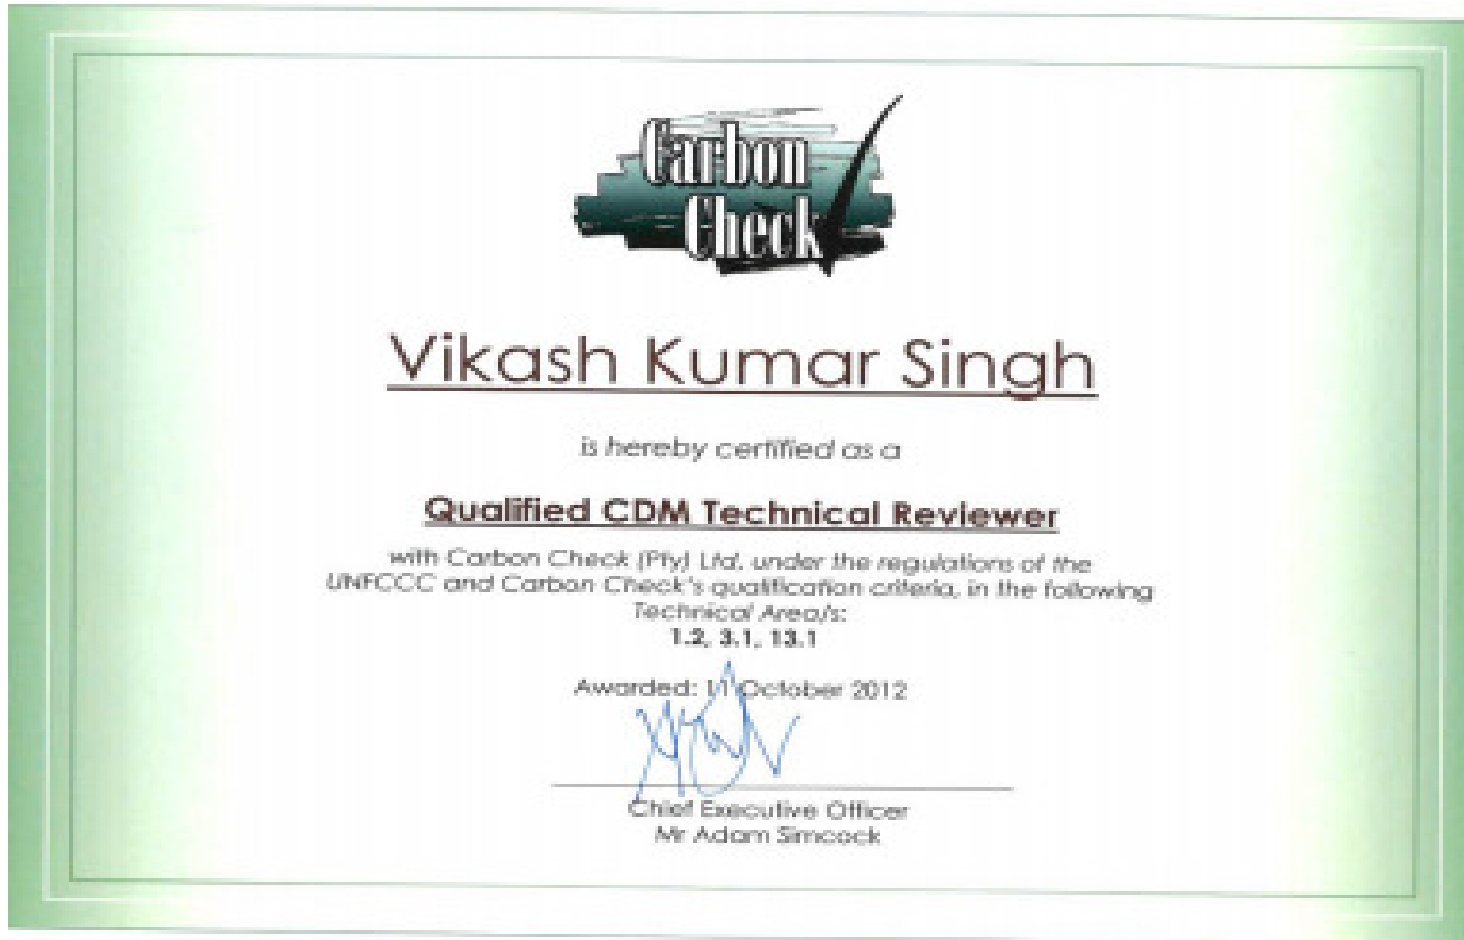 Carbon
Check
Vikash Kumar Singh
is hereby certified as a
Qualified CDM Technical Reviewer
with Carbon Check (Pty) Ltd, under the regulations of the
UNFCCC and Carbon Check's qualification criteria, in the following
Technical Area/s:
1.2, 3.1, 13.1
Awarded: 11 October 2012
Chief Executive Officer
Mr Adam Simcock